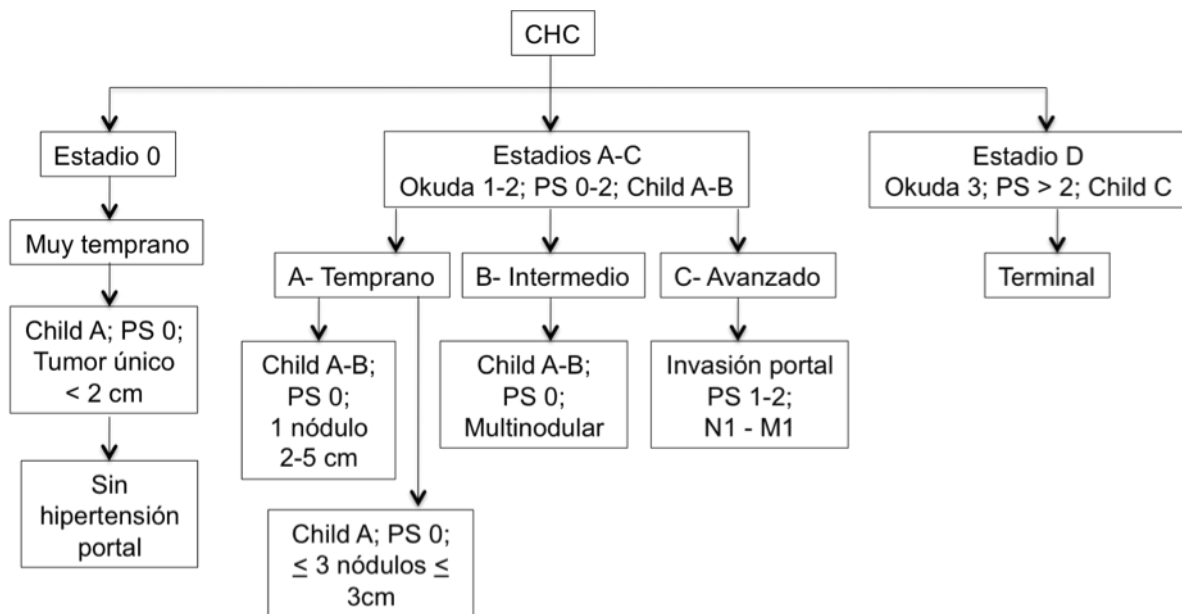 CHC
Estadio 0
Muy temprano
Child A; PS 0;
Tumor único
< 2 cm
Sin
hipertensión
portal
Estadios A-C
Okuda 1-2; PS 0-2; Child A-B
A- Temprano
Child A-B;
PS 0;
1 nódulo
2-5 cm
Child A; PS 0;
≤ 3 nódulos ≤
3cm
B- Intermedio
Child A-B;
PS 0;
Multinodular
C- Avanzado
Invasión portal
PS 1-2;
N1 - M1
Estadio D
Okuda 3; PS > 2; Child C
Terminal